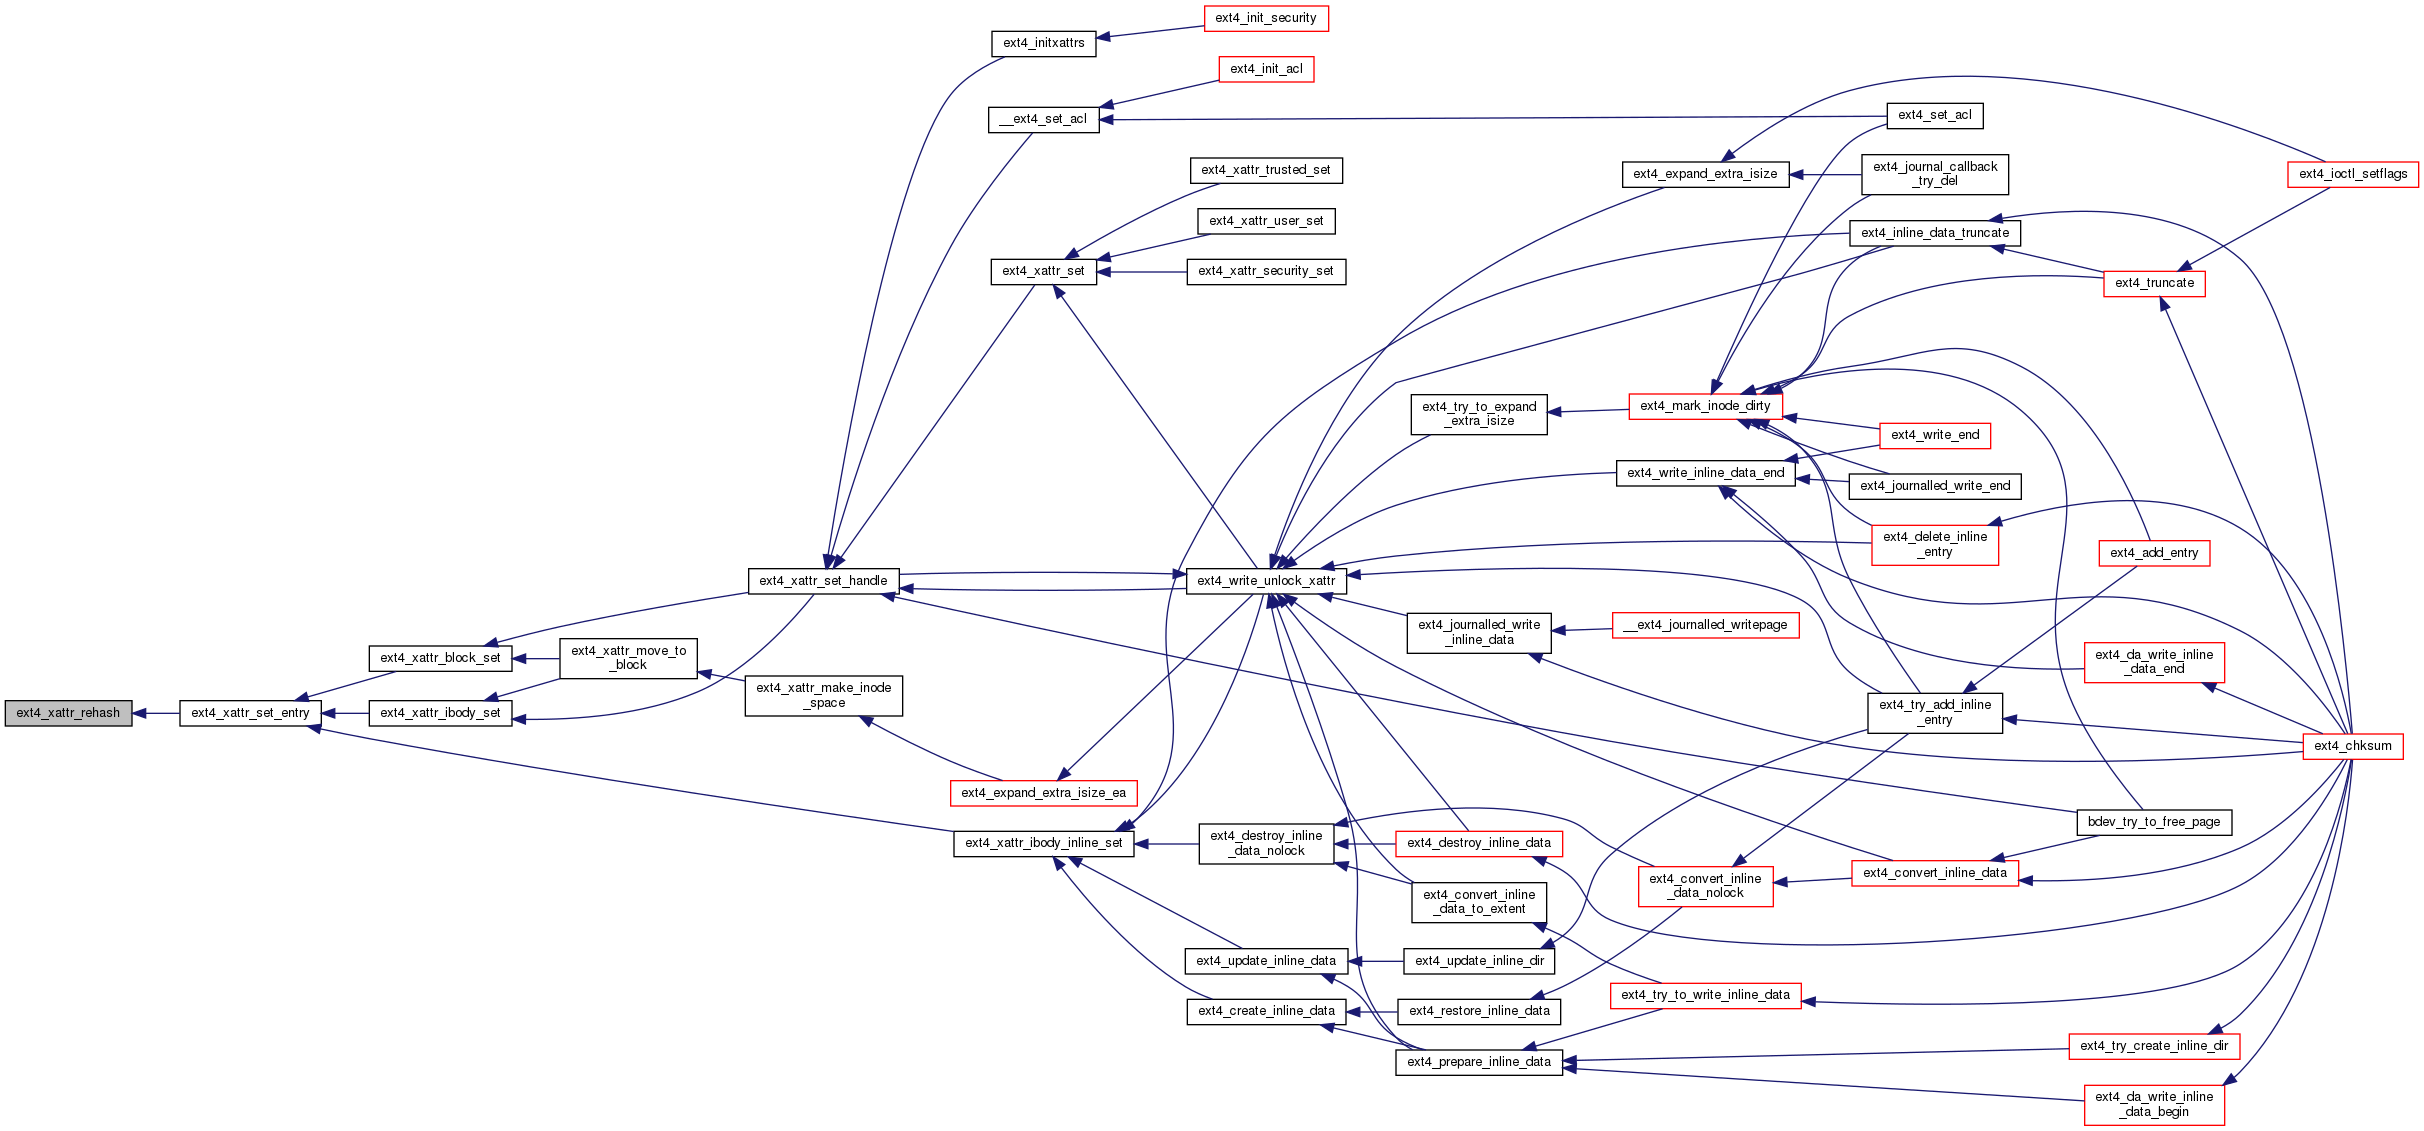 ext4_init_security
ext4_initxattrs
ext4_init_acl
__ext4_set_acl
ext4_set_acl
ext4_xattr_trusted_set
ext4_expand_extra_isize
ext4_journal_callback
_try_del
ext4_ioctl_setflags
ext4_xattr_user_set
ext4_inline_data_truncate
ext4_xattr_set
ext4_xattr_security_set
ext4_truncate
ext4_try_to_expand
_extra_isize
ext4_mark_inode_dirty
ext4_write_end
ext4_write_inline_data_end
ext4_journalled_write_end
ext4_delete_inline
_entry
ext4_add_entry
ext4_xattr_set_handle
ext4_write_unlock_xattr
ext4_journalled_write
_inline_data
__ext4_journalled_writepage
ext4_xattr_block_set
ext4_xattr_move_to
_block
ext4_da_write_inline
_data_end
ext4_xattr_make_inode
_space
ext4_xattr_rehash
ext4_xattr_set_entry
ext4_xattr_ibody_set
ext4_try_add_inline
_entry
ext4_chksum
ext4_expand_extra_isize_ea
bdev_try_to_free_page
ext4_xattr_ibody_inline_set
ext4_destroy_inline
_data_nolock
ext4_destroy_inline_data
ext4_convert_inline
_data_nolock
ext4_convert_inline_data
ext4_convert_inline
_data_to_extent
ext4_update_inline_data
ext4_update_inline_dir
ext4_try_to_write_inline_data
ext4_create_inline_data
ext4_restore_inline_data
ext4_try_create_inline_dir
ext4_prepare_inline_data
ext4_da_write_inline
_data_begin